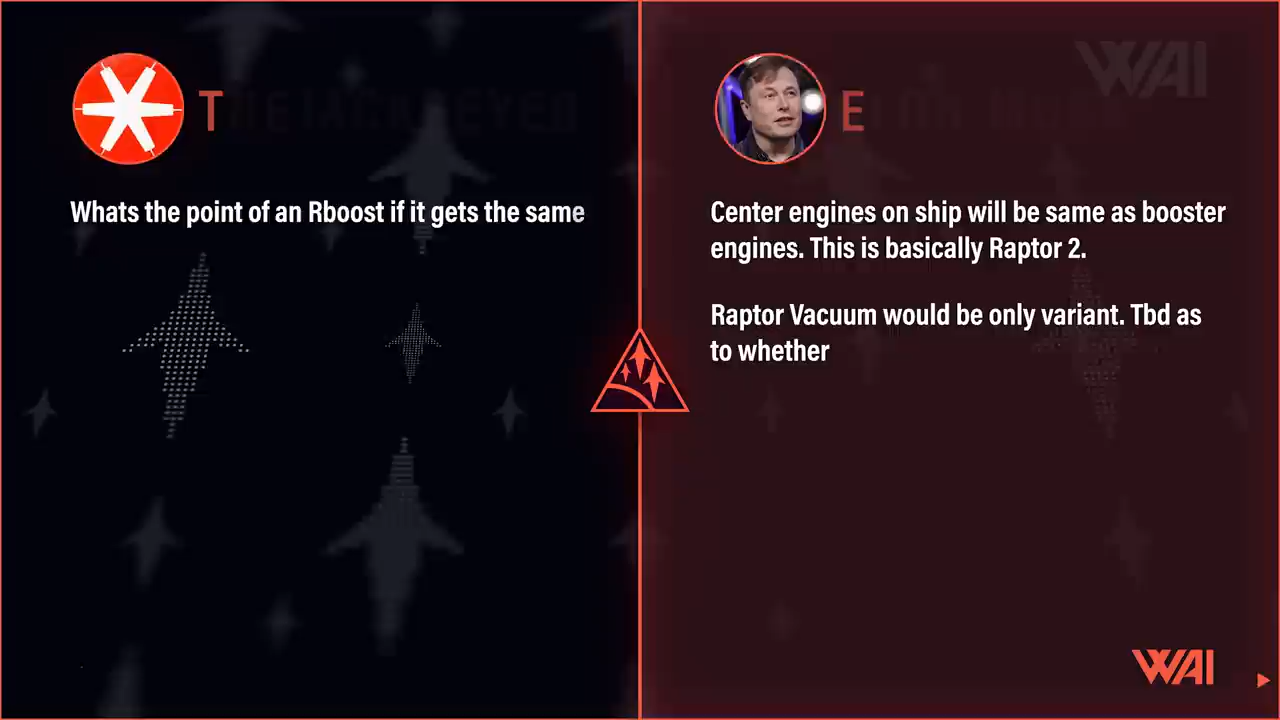 T
Whats the point of an Rboost if it gets the same
WAI
E
Center engines on ship will be same as booster
engines. This is basically Raptor 2.
Raptor Vacuum would be only variant. Tbd as
to whether
WAI